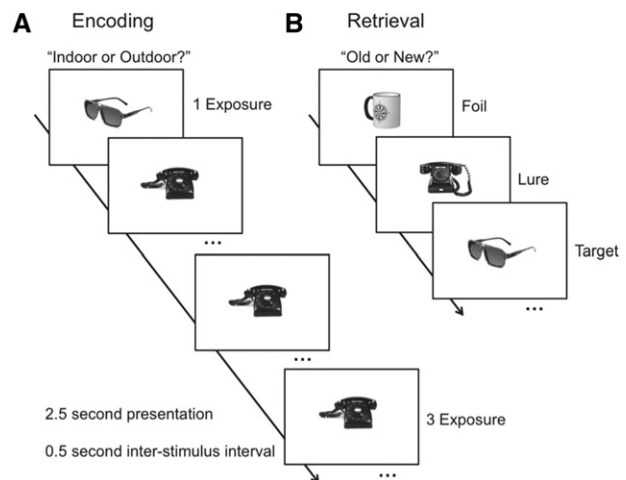 A Encoding
"Indoor or Outdoor?"
1 Exposure
...
...
3 Exposure
...
2.5 second presentation
0.5 second inter-stimulus interval
B Retrieval
"Old or New?"
Foil
Lure
Target
...